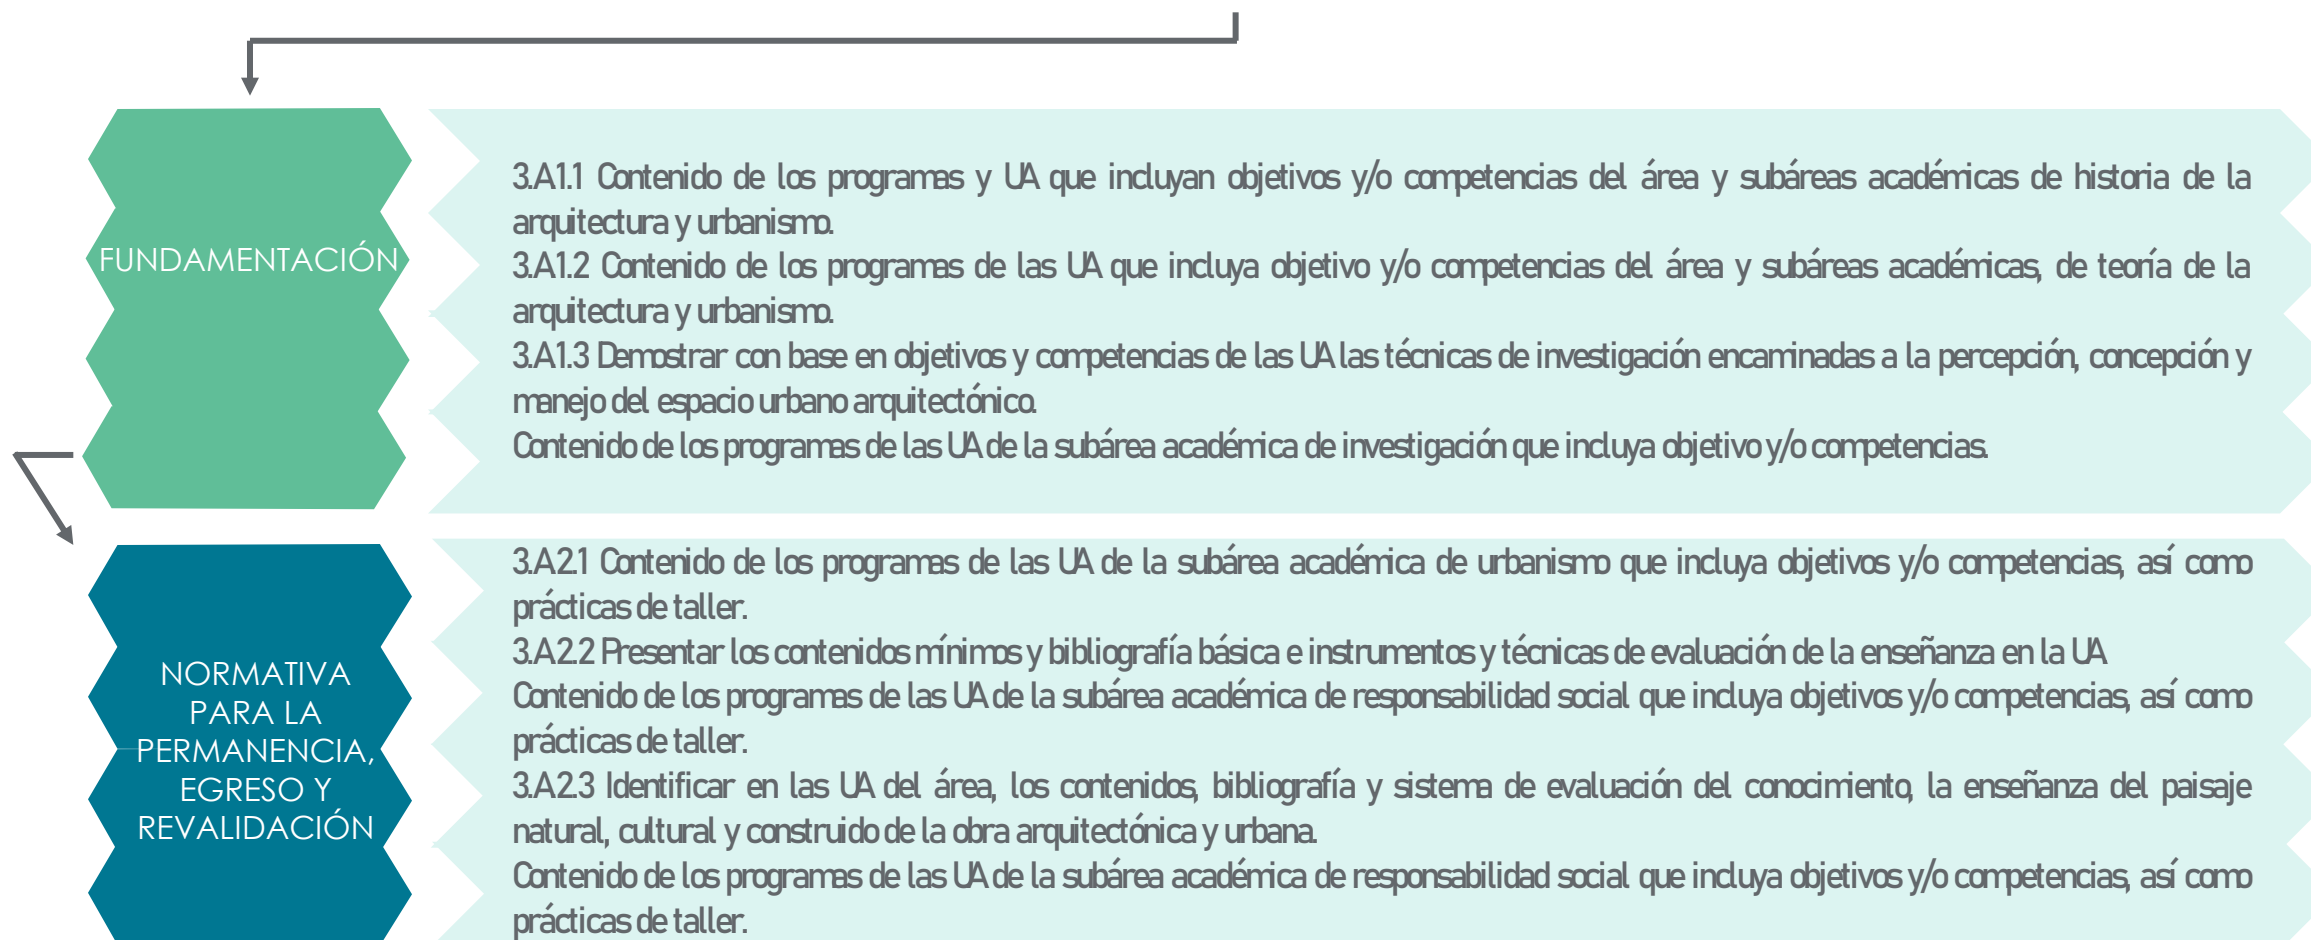 FUNDAMENTACIÓN
3.A1.1 Contenido de los programas y UA que incluyan objetivos y/o competencias del área y subáreas académicas de historia de la
arquitectura y urbanismo.
3.A1.2 Contenido de los programas de las UA que incluya objetivo y/o competencias del área y subáreas académicas, de teoría de la
arquitectura y urbanismo.
3.A1.3 Demostrar con base en objetivos y competencias de las UA las técnicas de investigación encaminadas a la percepción, concepción y
manejo del espacio urbano arquitectónico.
Contenido de los programas de las UA de la subárea académica de investigación que incluya objetivo y/o competencias.
NORMATIVA
PARA LA
PERMANENCIA,
EGRESO Y
REVALIDACIÓN
3.A2.1 Contenido de los programas de las UA de la subárea académica de urbanismo que incluya objetivos y/o competencias, así como
prácticas de taller.
3.A2.2 Presentar los contenidos mínimos y bibliografía básica e instrumentos y técnicas de evaluación de la enseñanza en la UA
Contenido de los programas de las UA de la subárea académica de responsabilidad social que incluya objetivos y/o competencias, así como
prácticas de taller.
3.A2.3 Identificar en las UA del área, los contenidos, bibliografía y sistema de evaluación del conocimiento, la enseñanza del paisaje
natural, cultural y construido de la obra arquitectónica y urbana.
Contenido de los programas de las UA de la subárea académica de responsabilidad social que incluya objetivos y/o competencias, así como
prácticas de taller.